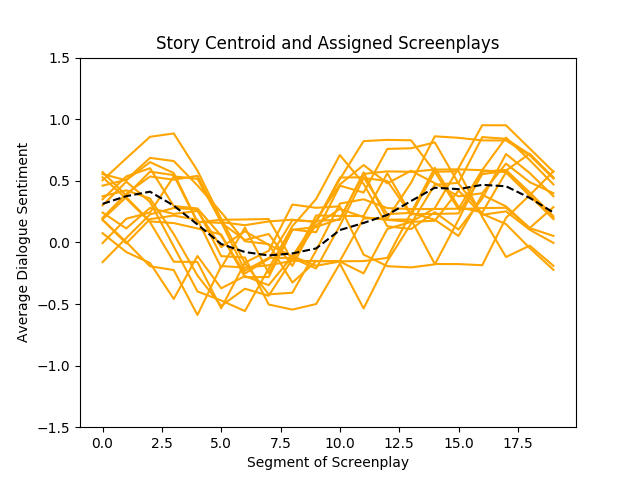 Story Centroid and Assigned Screenplays
1.5
1.0
0.5
0.0
−0.5
−1.0
−1.5
Average Dialogue Sentiment
0.0 2.5 5.0 7.5 10.0 12.5 15.0 17.5
Segment of Screenplay